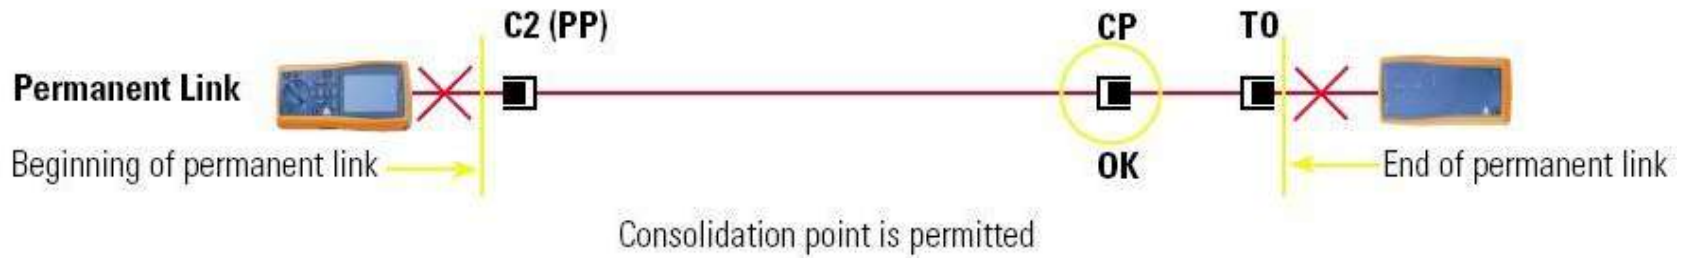 C2 (PP)
CP
TO
Permanent Link
Beginning of permanent link
OK
End of permanent link
Consolidation point is permitted